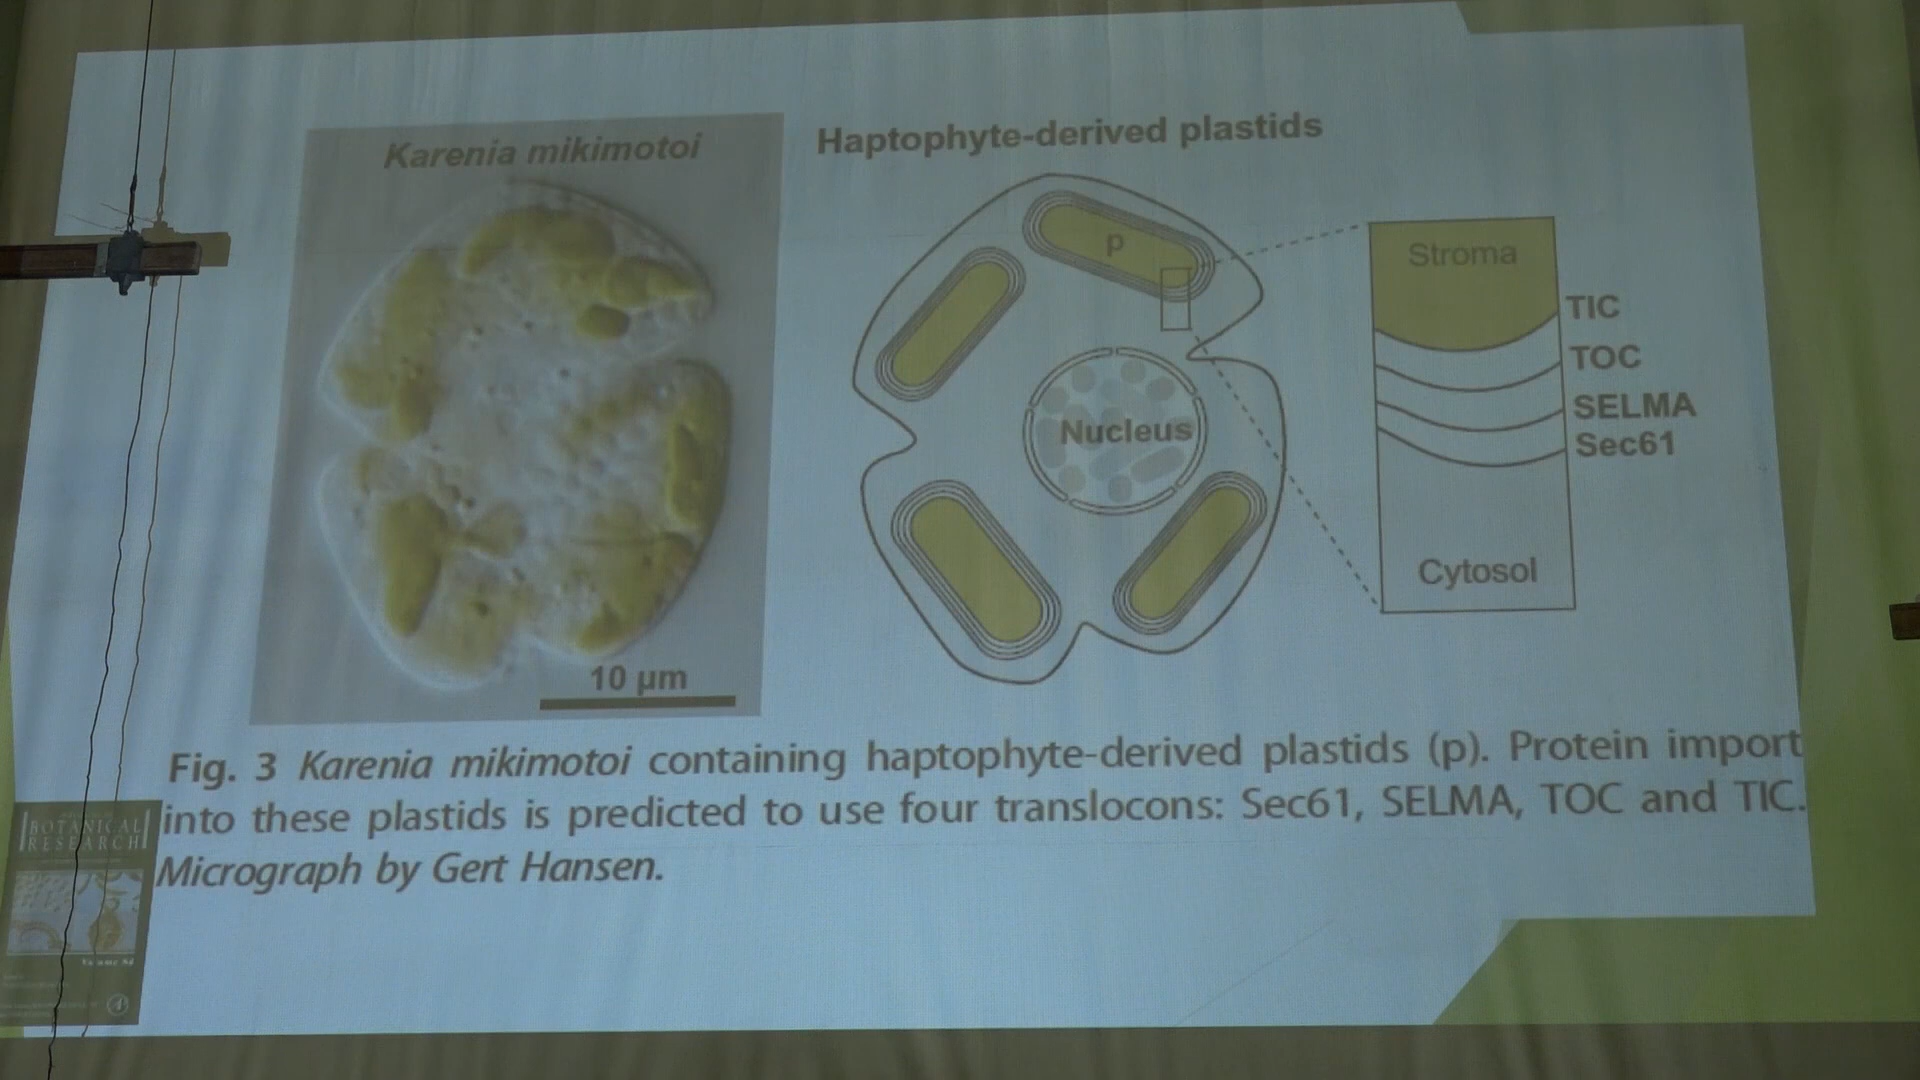 Karenia mikimotoi
10 µm
Haptophyte-derived plastids
p
Nucleus
Stroma
TIC
TOC
SELMA
Sec61
Cytosol
Fig. 3 Karenia mikimotoi containing haptophyte-derived plastids (p). Protein import
into these plastids is predicted to use four translocons: Sec61, SELMA, TOC and TIC.
Micrograph by Gert Hansen.
BOTANICAL
RESEARCH